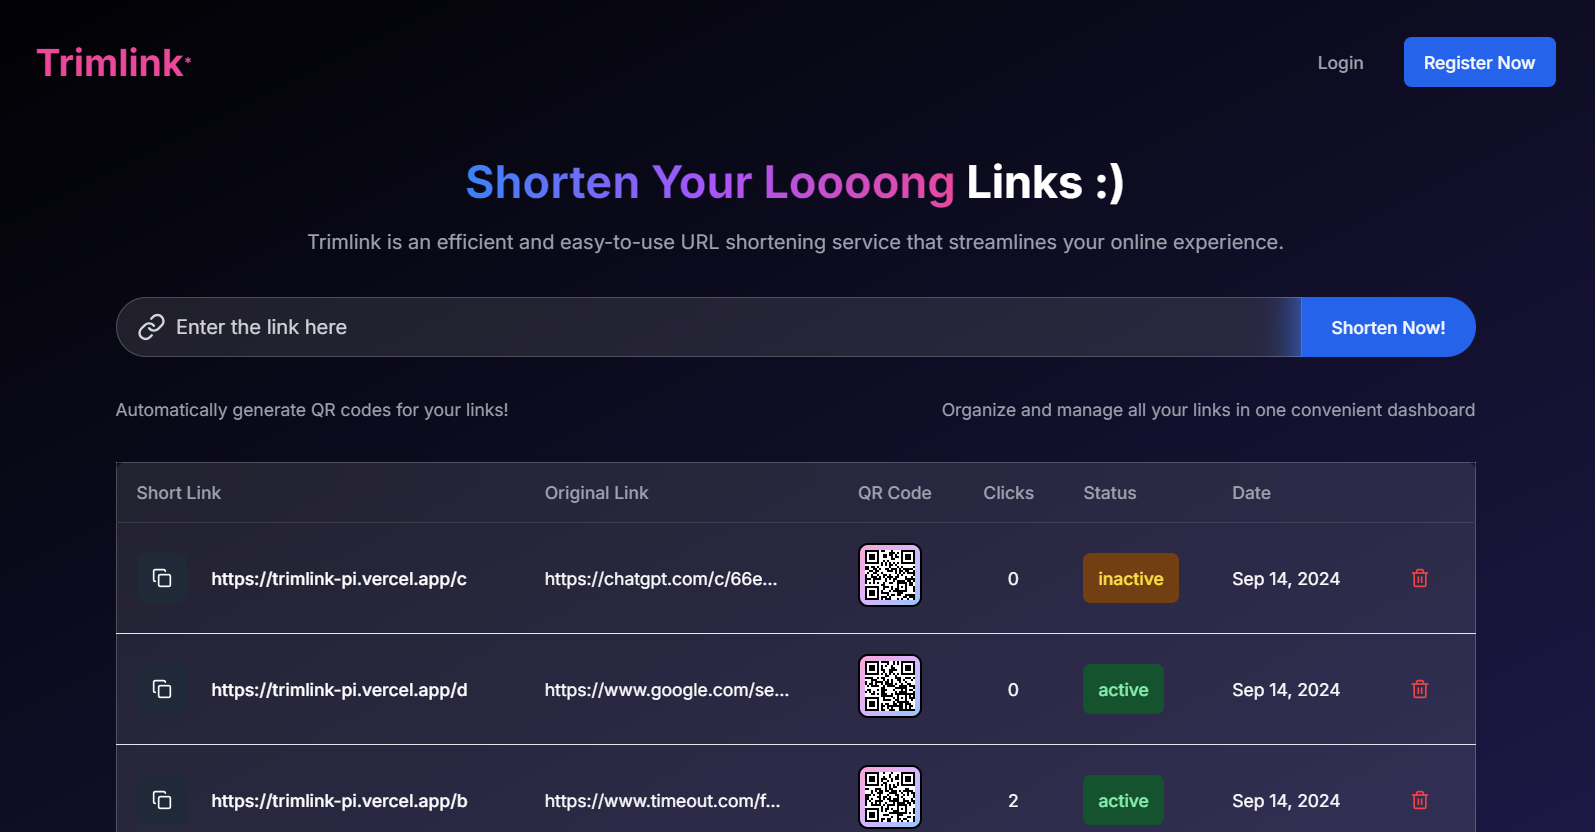 Trimlink*
Login
Register Now
Shorten Your Loooong Links :)
Trimlink is an efficient and easy-to-use URL shortening service that streamlines your online experience.
Enter the link here
Shorten Now!
Automatically generate QR codes for your links!
Organize and manage all your links in one convenient dashboard
Short Link Original Link QR Code Clicks Status Date
https://trimlink-pi.vercel.app/c https://chatgpt.com/c/66e... 0 inactive Sep 14, 2024
https://trimlink-pi.vercel.app/d https://www.google.com/se... 0 active Sep 14, 2024
https://trimlink-pi.vercel.app/b https://www.timeout.com/f... 2 active Sep 14, 2024